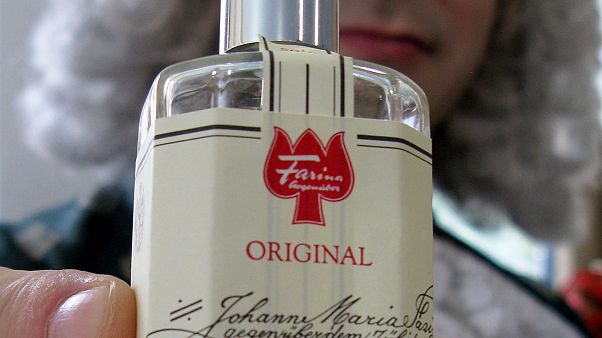 Farina
Gegenüber
ORIGINAL
Johann Maria
gegenüber dem